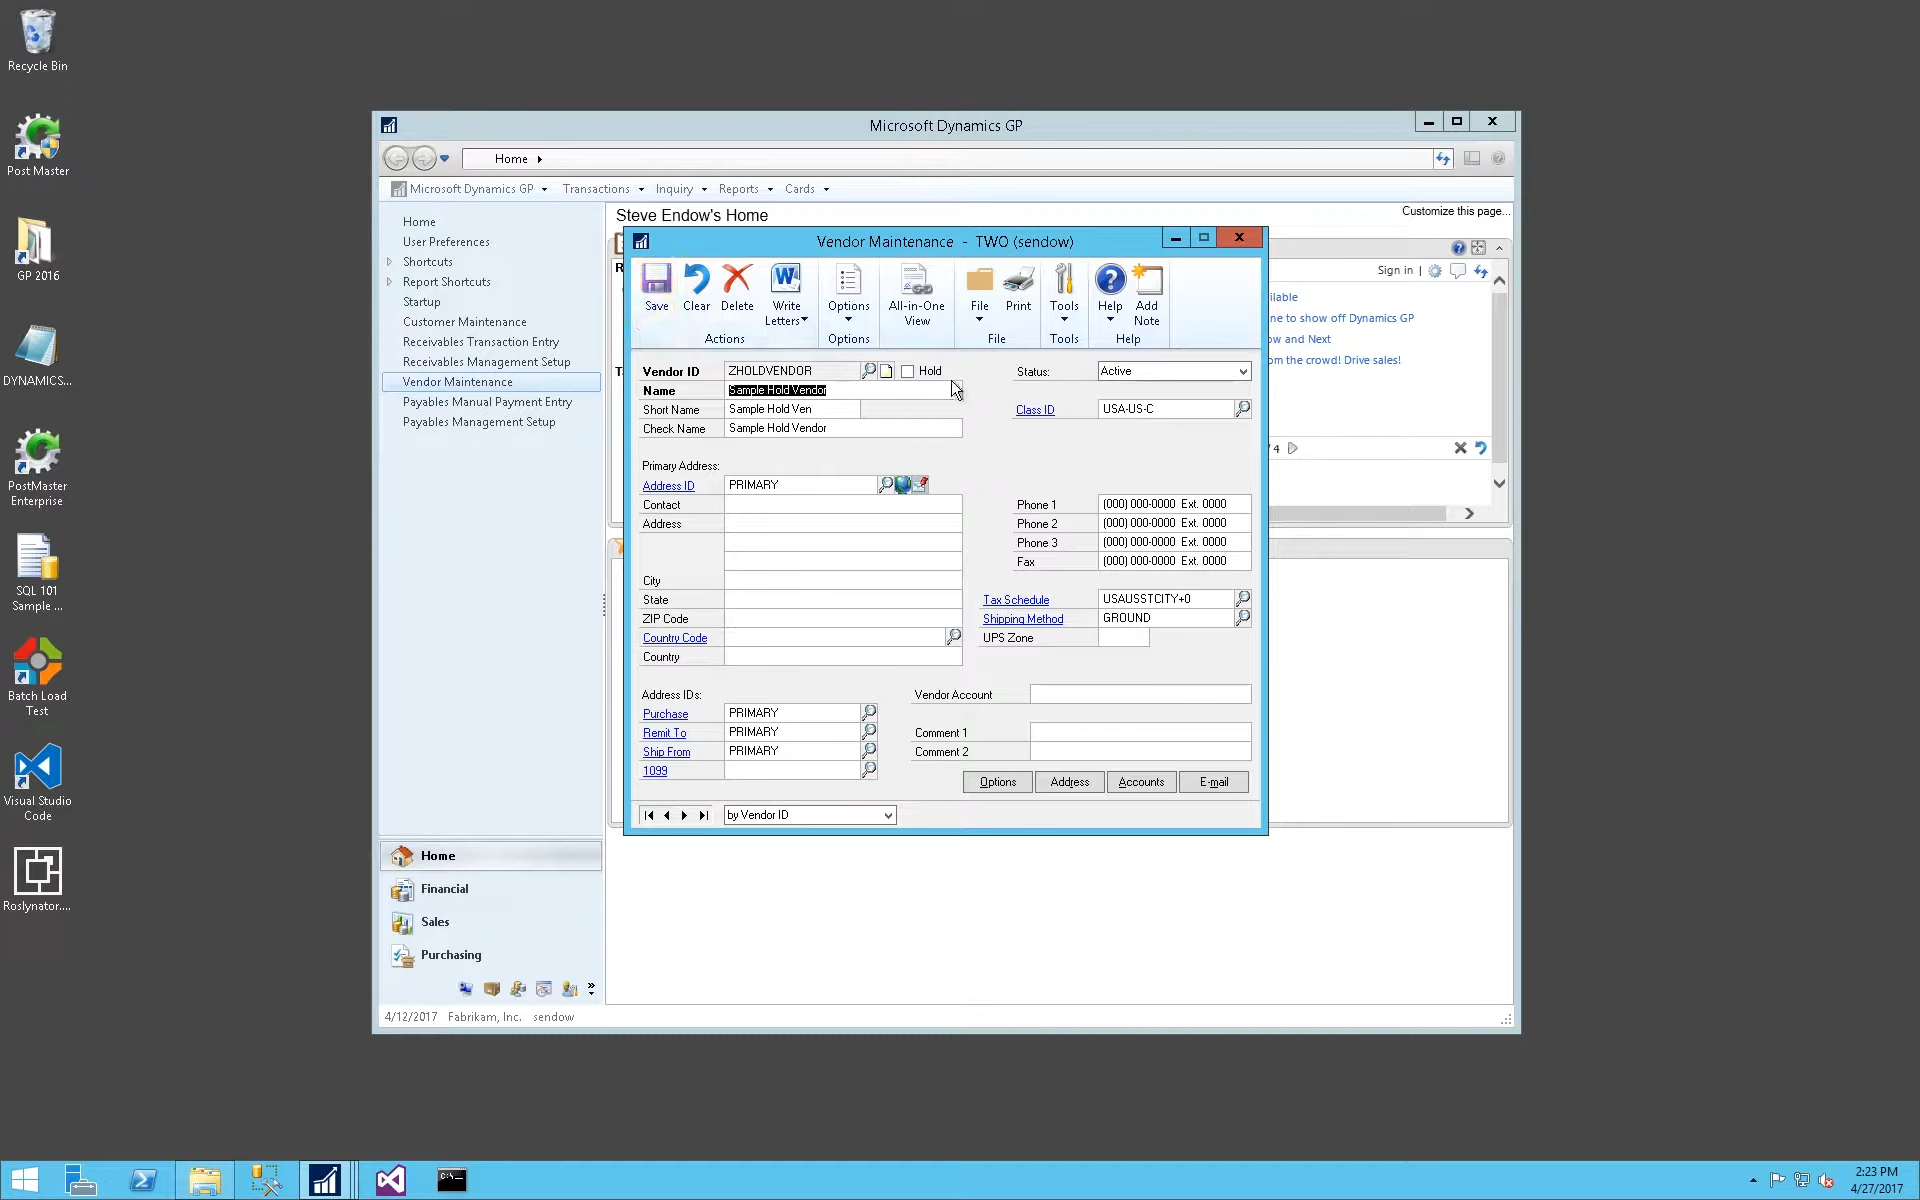 Recycle Bin
Post Master
GP 2016
DYNAMICS...
PostMaster
Enterprise
SQL 101
Sample ...
Batch Load
Test
Visual Studio
Code
Roslynator....
Microsoft Dynamics GP
Home
Microsoft Dynamics GP Transactions Inquiry Reports Cards
Home
User Preferences
Shortcuts
Report Shortcuts
Startup
Customer Maintenance
Receivables Transaction Entry
Receivables Management Setup
Vendor Maintenance
Payables Manual Payment Entry
Payables Management Setup
Home
Financial
Sales
Purchasing
4/12/2017 Fabrikam, Inc. sendow
Steve Endow's Home
Customize this page...
Sign in |
ne to show off Dynamics GP
ow and Next
om the crowd! Drive sales!
4
Vendor Maintenance - TWO (sendow)
Save Clear Delete Write Letters Options All-in-One View File Print Tools Help Add Note
Actions Options File Tools Help
Vendor ID ZHOLDVENDOR Hold Status: Active
Name Sample Hold Vendor
Short Name Sample Hold Ven Class ID USA-US-C
Check Name Sample Hold Vendor
Primary Address:
Address ID PRIMARY
Contact Phone 1 (000) 000-0000 Ext. 0000
Address Phone 2 (000) 000-0000 Ext. 0000
Phone 3 (000) 000-0000 Ext. 0000
Fax (000) 000-0000 Ext. 0000
City
State Tax Schedule USAUSSTCITY+0
ZIP Code Shipping Method GROUND
Country Code UPS Zone
Country
Address IDs: Vendor Account
Purchase PRIMARY
Remit To PRIMARY Comment 1
Ship From PRIMARY Comment 2
1099
Options Address Accounts E-mail
by Vendor ID
2:23 PM
4/27/2017